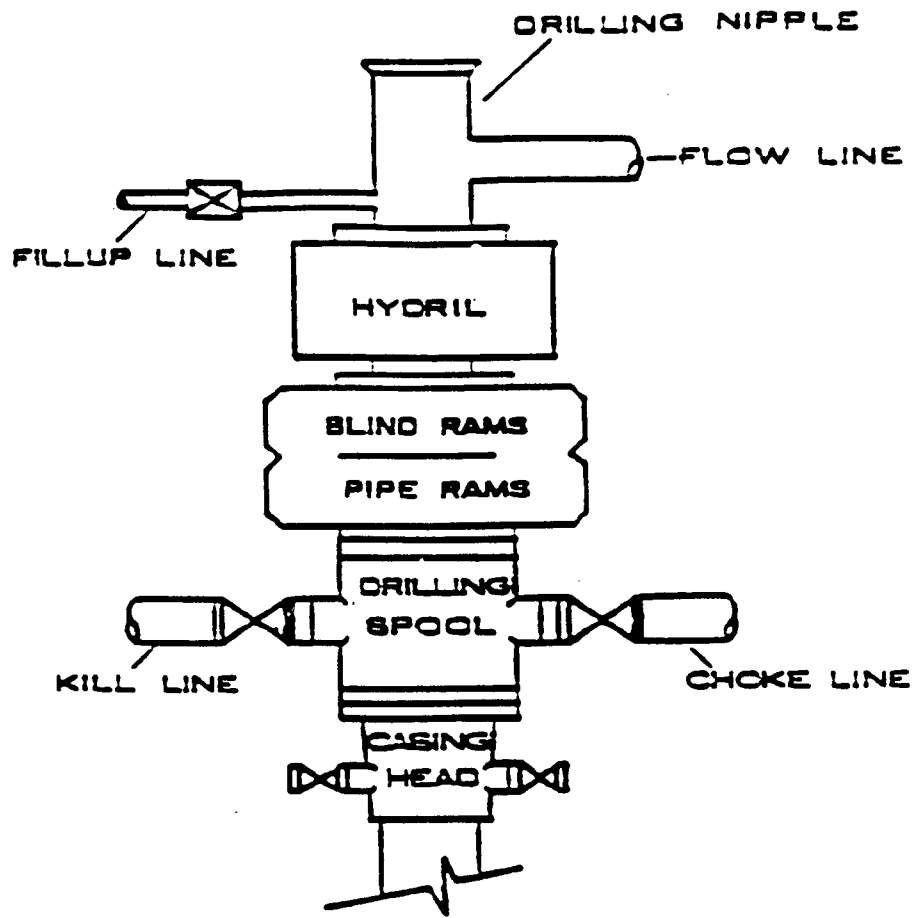 DRILLING NIPPLE
FLOW LINE
FILLUP LINE
HYDRIL
BLIND RAMS
PIPE RAMS
DRILLING
SPOOL
KILL LINE
CHOKE LINE
CASING
HEAD